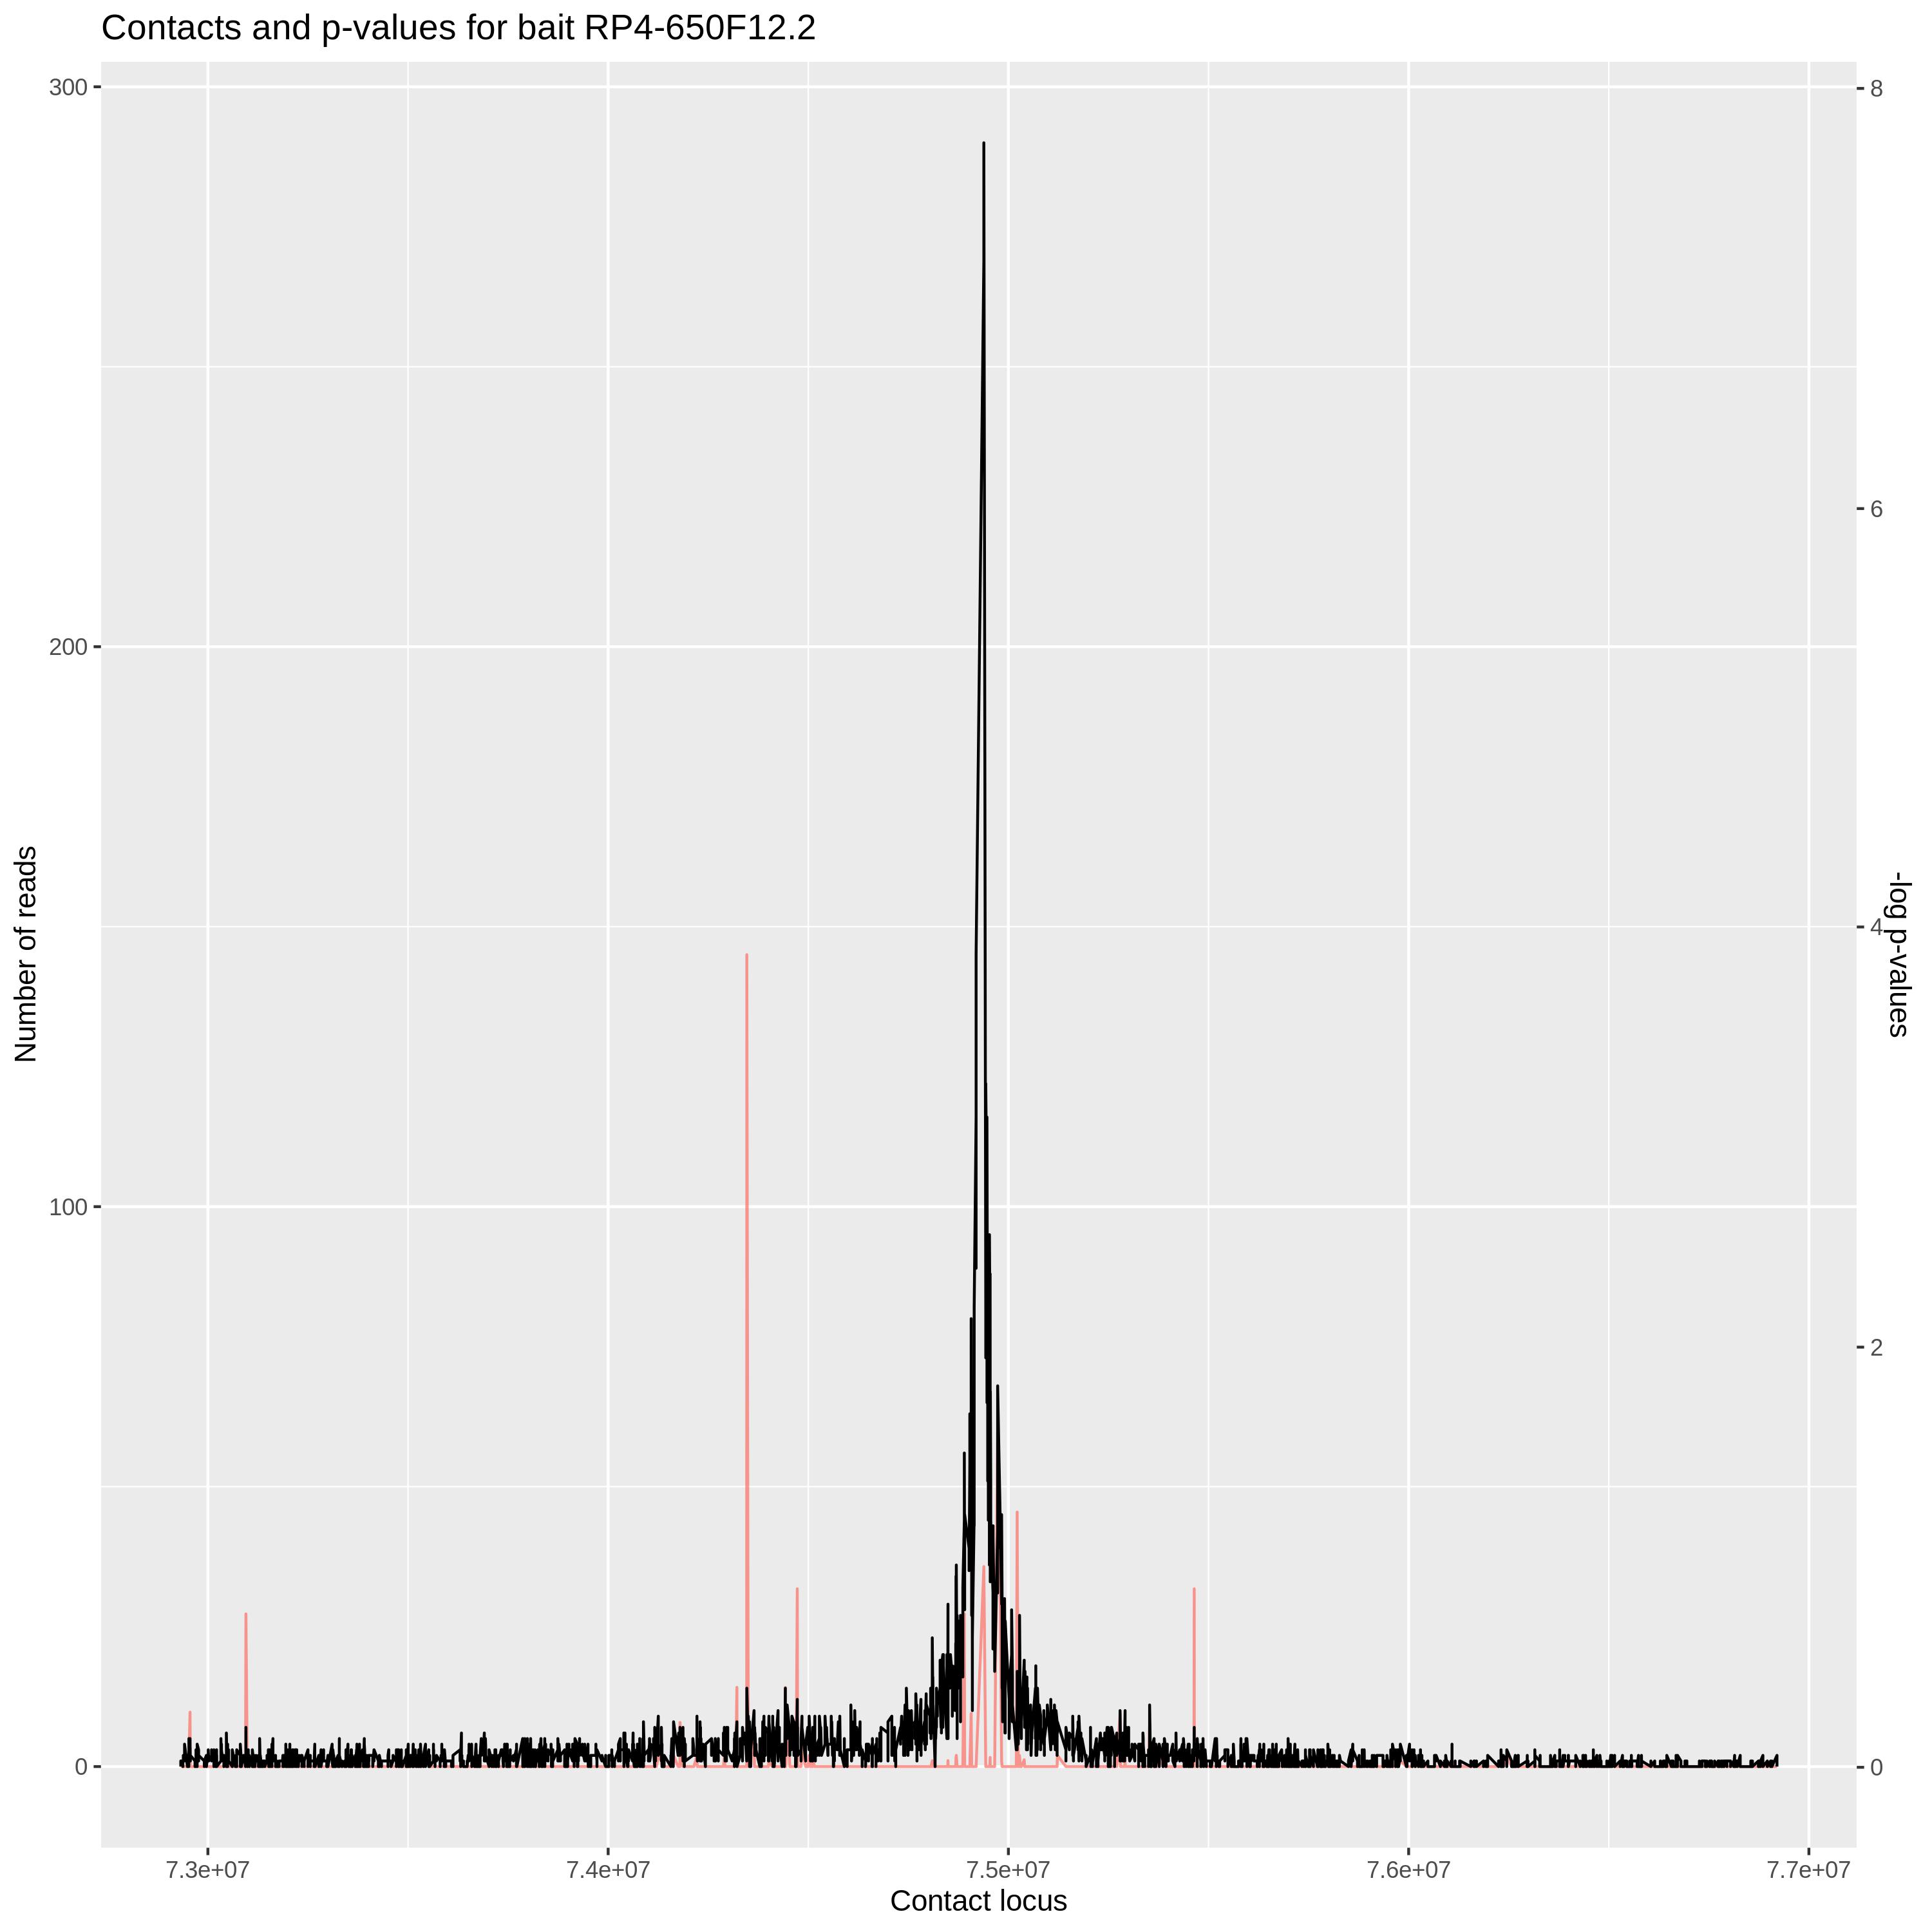 Contacts and p-values for bait RP4-650F12.2
300
200
100
0
Number of reads
8
6
4
2
0
-log p-values
7.3e+07
7.4e+07
7.5e+07
7.6e+07
7.7e+07
Contact locus